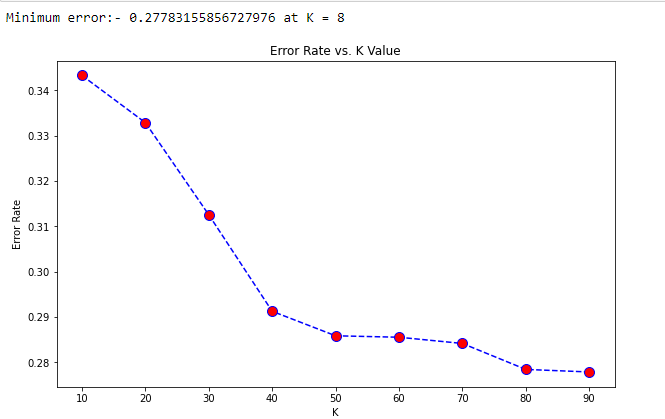 Minimum error:- 0.27783155856727976 at K = 8
Error Rate vs. K Value
0.34
0.33
0.32
0.31
0.30
0.29
0.28
Error Rate
10 20 30 40 50 60 70 80 90
K